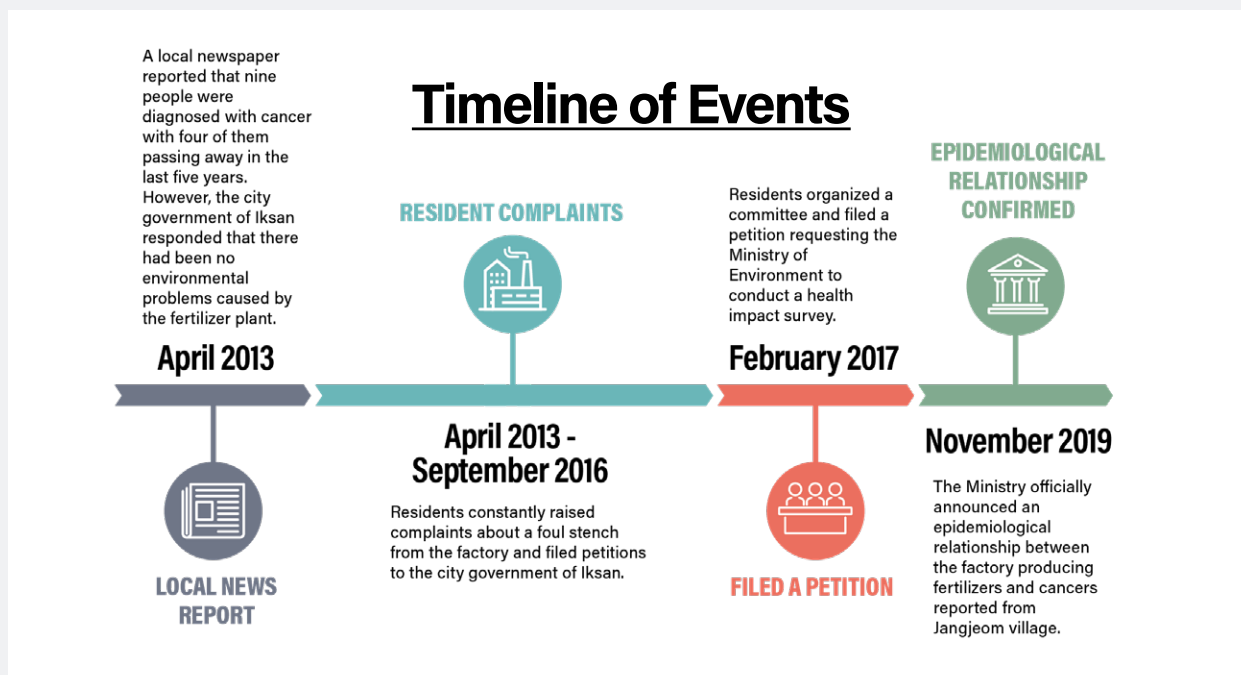 Timeline of Events
A local newspaper
reported that nine
people were
diagnosed with cancer
with four of them
passing away in the
last five years.
However, the city
government of Iksan
responded that there
had been no
environmental
problems caused by
the fertilizer plant.
April 2013
LOCAL NEWS
REPORT
RESIDENT COMPLAINTS
April 2013 -
September 2016
Residents constantly raised
complaints about a foul stench
from the factory and filed petitions
to the city government of Iksan.
Residents organized a
committee and filed a
petition requesting the
Ministry of
Environment to
conduct a health
impact survey.
February 2017
FILED A PETITION
EPIDEMIOLOGICAL
RELATIONSHIP
CONFIRMED
November 2019
The Ministry officially
announced an
epidemiological
relationship between
the factory producing
fertilizers and cancers
reported from
Jangjeom village.